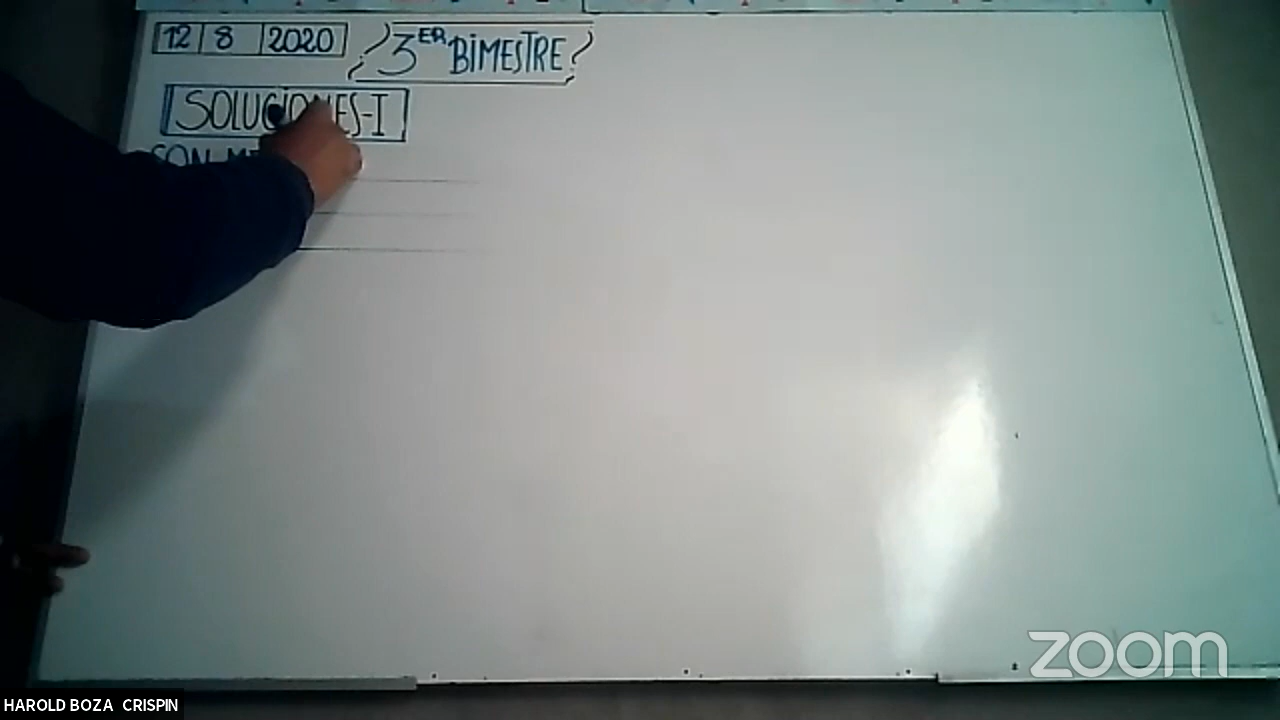 12 8 2020
3ER BIMESTRE
SOLUCIONES-I
SON
zoom
HAROLD BOZA CRISPIN